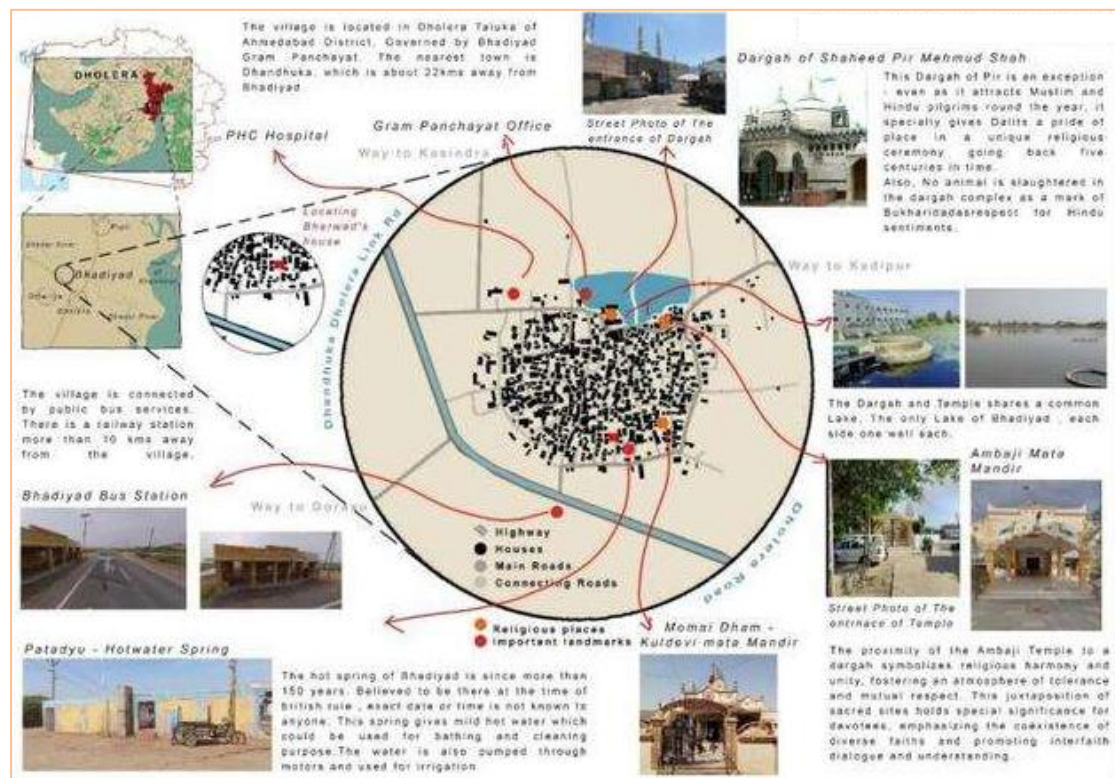 The village is located in Dholera Taluka of
Ahmedabad District, Governed by Bhadiyad
Gram Panchayat. The nearest town is
Dhandhuka, which is about 22kms away from
Bhadiyad
DHOLERA
PHC Hospital
Gram Panchayat Office
Way to Kasindra
Street Photo of The
entrance of Dargah
Dargah of Shaheed Pir Mehmud Shah
This Dargah of Pir is an exception
- even as it attracts Muslim and
Hindu pilgrims round the year, it
specially gives Dalits a pride of
place in a unique religious
ceremony going back five
centuries in time.
Also, No animal is slaughtered in
the dargah complex as a mark of
Bukharidadasrespect for Hindu
sentiments.
Locating
Bherwad's
house
Bhadiyad
Dhandhuka Dholera Link Rd
Way to Kadipur
The village is connected
by public bus services.
There is a railway station
more than 10 kms away
from the village.
The Dargah and Temple shares a common
Lake. The only Lake of Bhadiyad , each
side one well each.
Bhadiyad Bus Station
Way to Gorasu
Ambaji Mata
Mandir
Highway
Houses
Main Roads
Connecting Roads
Dholera Road
Religious places
Important landmarks
Street Photo of The
entrnace of Temple
Momai Dham -
Kuldevi-mata Mandir
Patadyu - Hotwater Spring
The hot spring of Bhadiyad is since more than
150 years. Believed to be there at the time of
british rule , exact date or time is not known to
anyone. This spring gives mild hot water which
could be used for bathing and cleaning
purpose.The water is also pumped through
motors and used for irrigation
The proximity of the Ambaji Temple to a
dargah symbolizes religious harmony and
unity, fostering an atmosphere of tolerance
and mutual respect. This juxtaposition of
sacred sites holds special significance for
devotees, emphasizing the coexistence of
diverse faiths and promoting interfaith
dialogue and understanding.